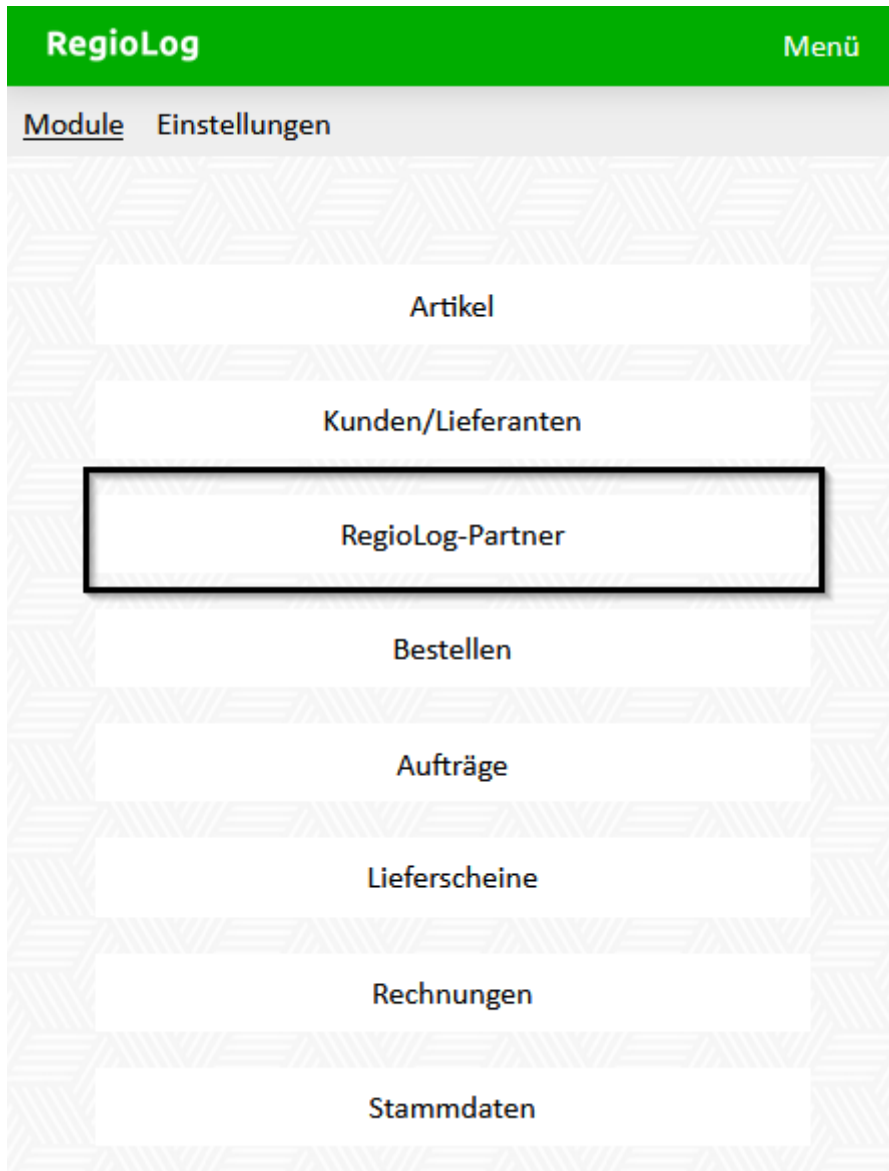 RegioLog
Menü
Module Einstellungen
Artikel
Kunden/Lieferanten
RegioLog-Partner
Bestellen
Aufträge
Lieferscheine
Rechnungen
Stammdaten